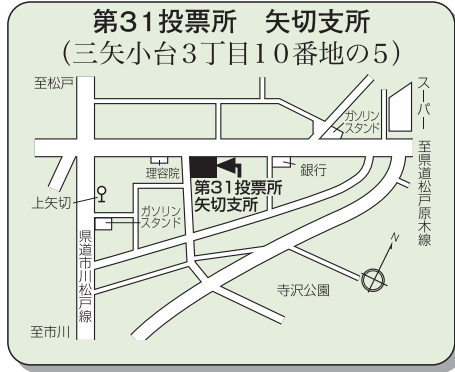 第31投票所　矢切支所
（三矢小台３丁目１０番地の５）
至松戸
ガソリン
スタンド
スーパー
理容院
銀行
第31投票所
矢切支所
至県道松戸原木線
上矢切
ガソリン
スタンド
県道市川松戸線
N
寺沢公園
至市川